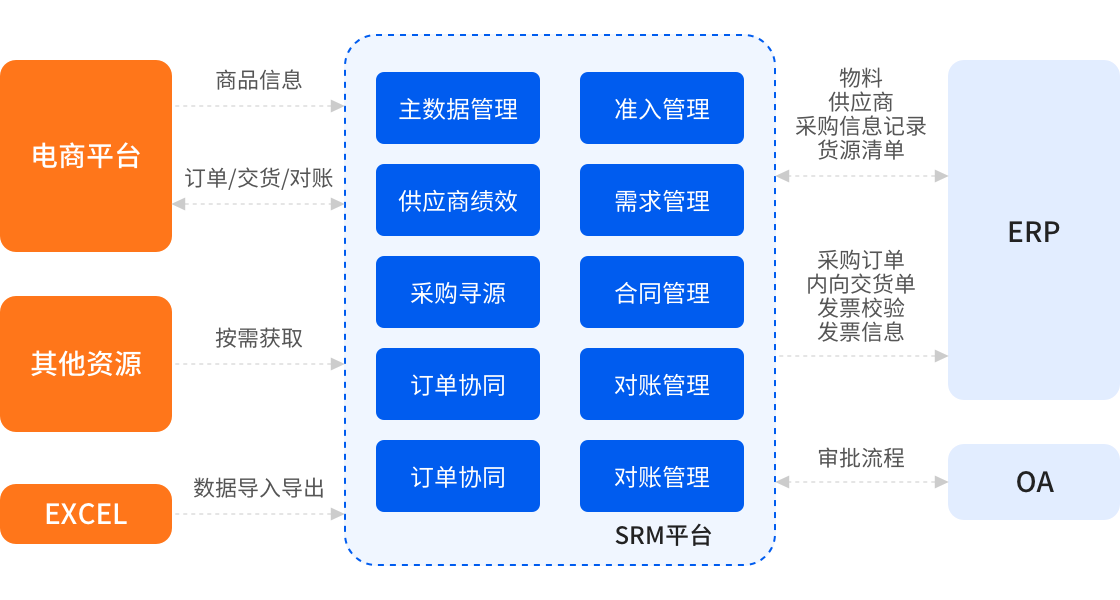 电商平台
其他资源
EXCEL
商品信息
订单/交货/对账
按需获取
数据导入导出
主数据管理
准入管理
供应商绩效
需求管理
采购寻源
合同管理
订单协同
对账管理
订单协同
对账管理
SRM平台
物料
供应商
采购信息记录
货源清单
采购订单
内向交货单
发票校验
发票信息
审批流程
ERP
OA